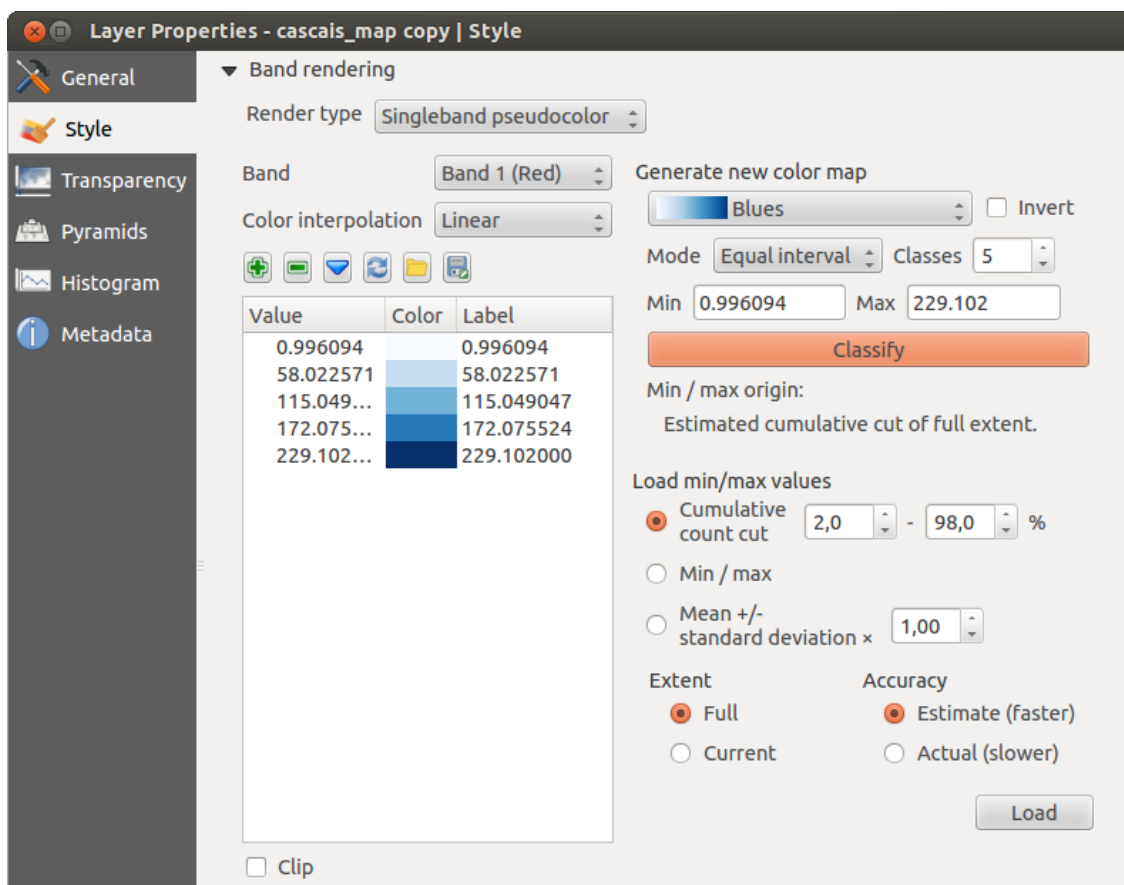 Layer Properties - cascais_map copy | Style
General
Style
Transparency
Pyramids
Histogram
Metadata
Band rendering
Render type Singleband pseudocolor
Band Band 1 (Red)
Color interpolation Linear
Value Color Label
0.996094 0.996094
58.022571 58.022571
115.049... 115.049047
172.075... 172.075524
229.102... 229.102000
Clip
Generate new color map
Blues Invert
Mode Equal interval Classes 5
Min 0.996094 Max 229.102
Classify
Min / max origin:
Estimated cumulative cut of full extent.
Load min/max values
Cumulative
count cut 2,0 - 98,0 %
Min / max
Mean +/-
standard deviation × 1,00
Extent Accuracy
Full Estimate (faster)
Current Actual (slower)
Load